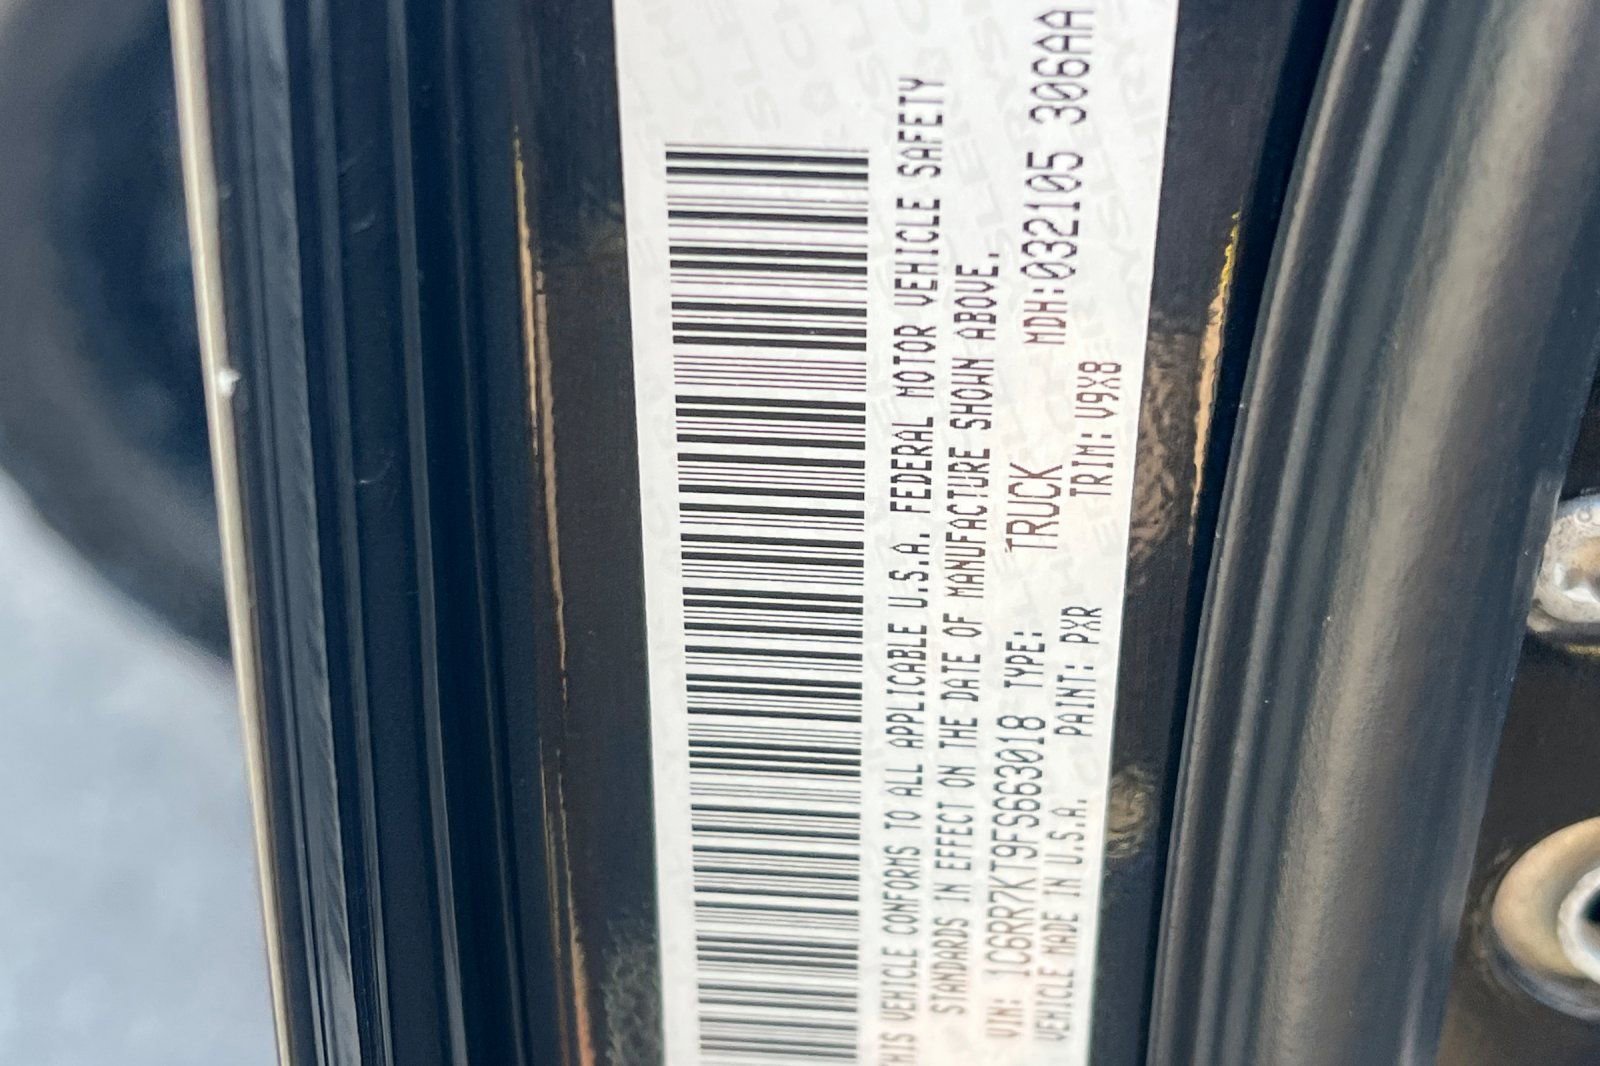 THIS VEHICLE CONFORMS TO ALL APPLICABLE U.S.A. FEDERAL MOTOR VEHICLE SAFETY
STANDARDS IN EFFECT ON THE DATE OF MANUFACTURE SHOWN ABOVE.
VIN: 1C6RR7KT9FS663018 TYPE: TRUCK MDH:032105 306AA
VEHICLE MADE IN U.S.A. PAINT: PXR TRIM: V9X8